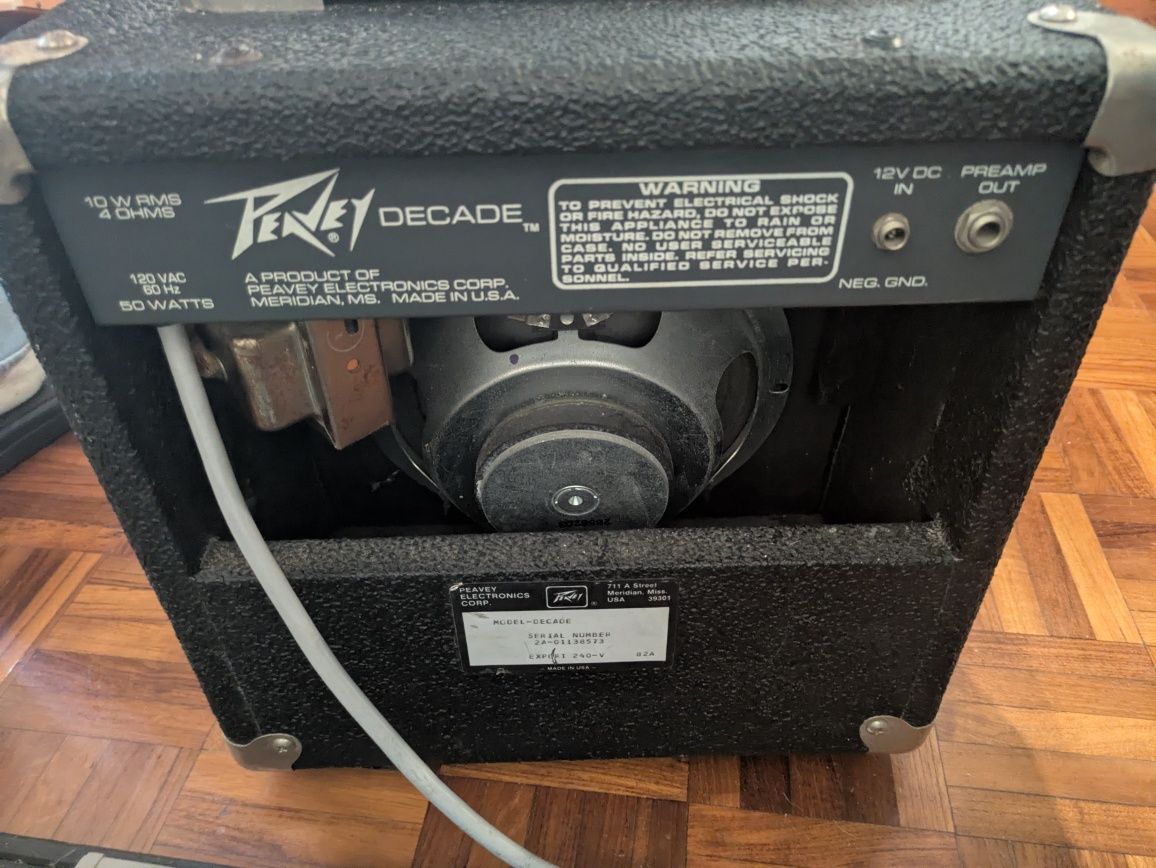 10 W RMS
4 OHMS
PEAVEY® DECADE™
120 VAC
60 Hz
50 WATTS
A PRODUCT OF
PEAVEY ELECTRONICS CORP.
MERIDIAN, MS. MADE IN U.S.A.
WARNING
TO PREVENT ELECTRICAL SHOCK
OR FIRE HAZARD, DO NOT EXPOSE
THIS APPLIANCE TO RAIN OR
MOISTURE. DO NOT REMOVE FROM
CASE. NO USER SERVICEABLE
PARTS INSIDE. REFER SERVICING
TO QUALIFIED SERVICE PER-
SONNEL.
12V DC
IN
PREAMP
OUT
NEG. GND.
PEAVEY
ELECTRONICS
CORP.
PEAVEY®
711 A Street
Meridian, Miss.
USA 39301
MODEL-DECADE
SERIAL NUMBER
2A-01138573
EXPORT 240-V 82A
MADE IN USA